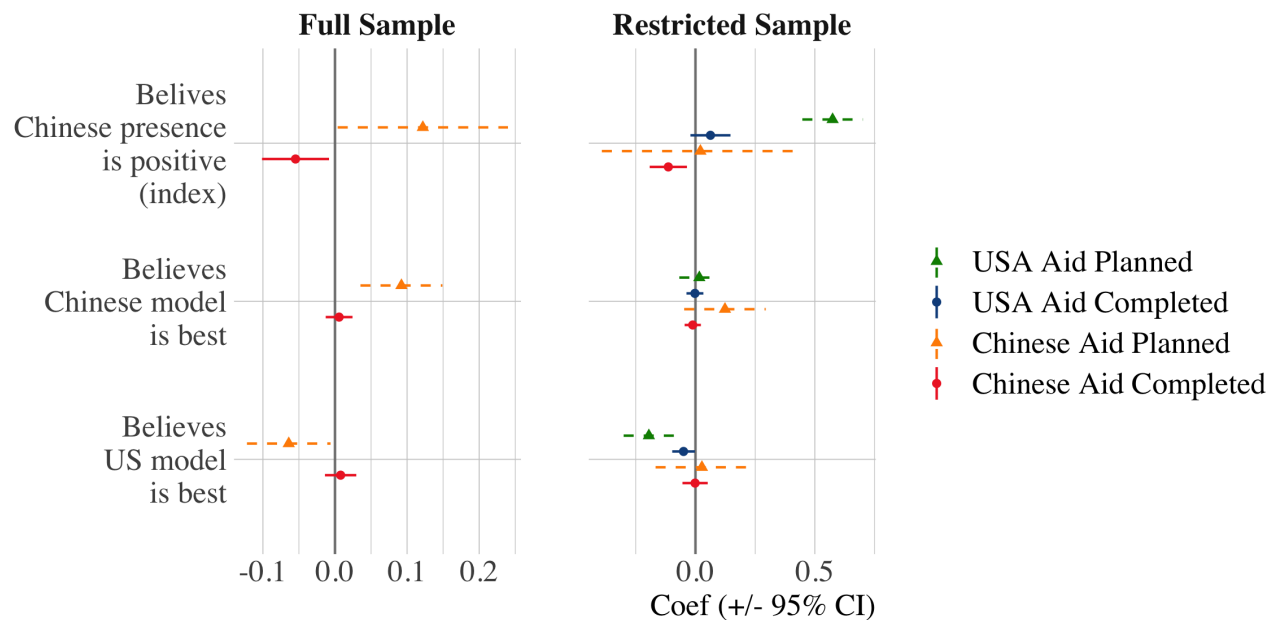 Full Sample
Restricted Sample
Belives
Chinese presence
is positive
(index)
Believes
Chinese model
is best
Believes
US model
is best
-0.1 0.0 0.1 0.2
0.0 0.5
Coef (+/- 95% CI)
USA Aid Planned
USA Aid Completed
Chinese Aid Planned
Chinese Aid Completed